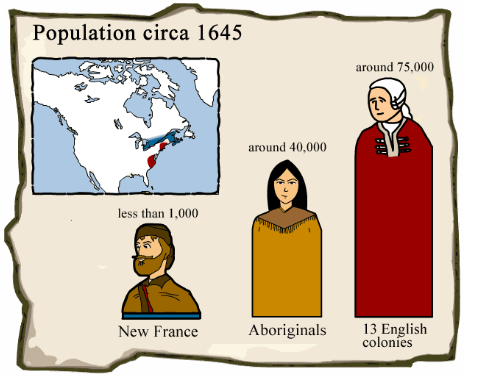 Population circa 1645
around 75,000
around 40,000
less than 1,000
New France
Aboriginals
13 English
colonies